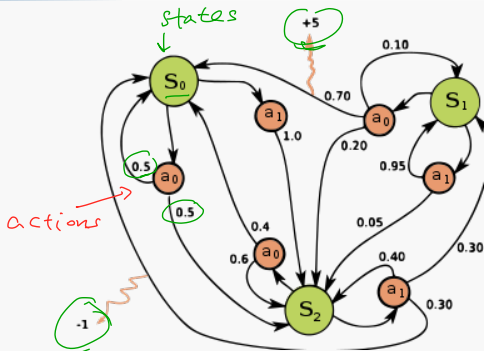 states
+5
0.10
S₀
0.70
S₁
a₁
a₀
1.0
0.20
0.5
a₀
0.95
a₁
actions
0.5
0.05
0.4
0.40
0.30
a₀
0.6
a₁
S₂
0.30
-1